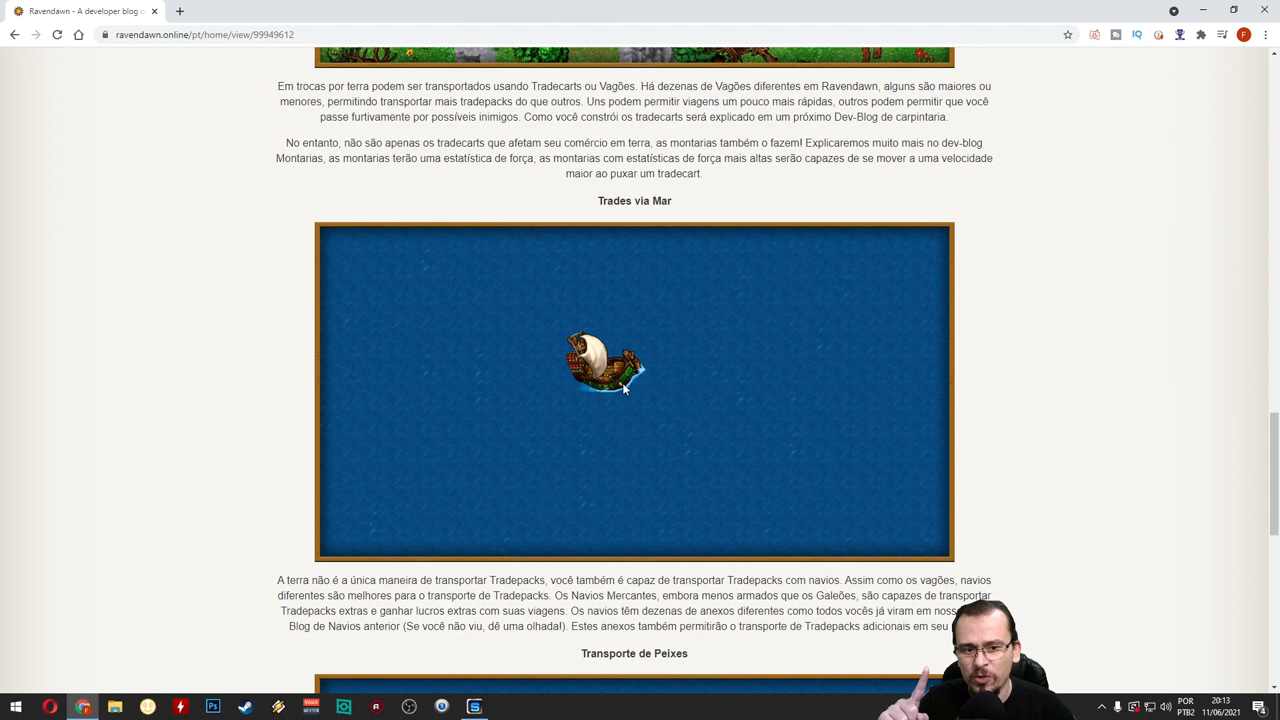 Ravendawn - A developer blog o
ravendawn.online/pt/home/view/99949612
Em trocas por terra podem ser transportados usando Tradecarts ou Vagões. Há dezenas de Vagões diferentes em Ravendawn, alguns são maiores ou
menores, permitindo transportar mais tradepacks do que outros. Uns podem permitir viagens um pouco mais rápidas, outros podem permitir que você
passe furtivamente por possíveis inimigos. Como você constrói os tradecarts será explicado em um próximo Dev-Blog de carpintaria.
No entanto, não são apenas os tradecarts que afetam seu comércio em terra, as montarias também o fazem! Explicaremos muito mais no dev-blog
Montarias, as montarias terão uma estatística de força, as montarias com estatísticas de força mais altas serão capazes de se mover a uma velocidade
maior ao puxar um tradecart.
Trades via Mar
A terra não é a única maneira de transportar Tradepacks, você também é capaz de transportar Tradepacks com navios. Assim como os vagões, navios
diferentes são melhores para o transporte de Tradepacks. Os Navios Mercantes, embora menos armados que os Galeões, são capazes de transportar
Tradepacks extras e ganhar lucros extras com suas viagens. Os navios têm dezenas de anexos diferentes como todos vocês já viram em nos
Blog de Navios anterior (Se você não viu, dê uma olhada!). Estes anexos também permitirão o transporte de Tradepacks adicionais em seu
Transporte de Peixes
POR
PTB2
20:13
11/06/2021